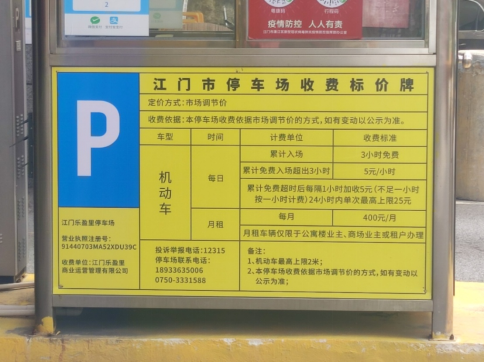 2
疫情防控 人人有责
江门市停车场收费标价牌
定价方式:市场调节价
收费依据:本停车场收费依据市场调节价的方式,如有变动以公示为准。
车型 时间 计费单位 收费标准
机动车
每日
累计入场 3小时免费
累计免费入场超出3小时 5元/小时
累计免费超时后每隔1小时加收5元(不足一小时
按一小时计费)24小时内单次最高上限25元
月租
每月 400元/月
月租车辆仅限于公寓楼业主、商场业主或租户办理
P
江门乐盈里停车场
营业执照注册号:
91440703MA52XDU39C
收费单位:江门乐盈里
商业运营管理有限公司
投诉举报电话:12315
停车场联系电话:
18933635006
0750-3331588
备注:
1、机动车最高上限2米;
2、本停车场收费依据市场调节价的方式,如有变动以
公示为准;